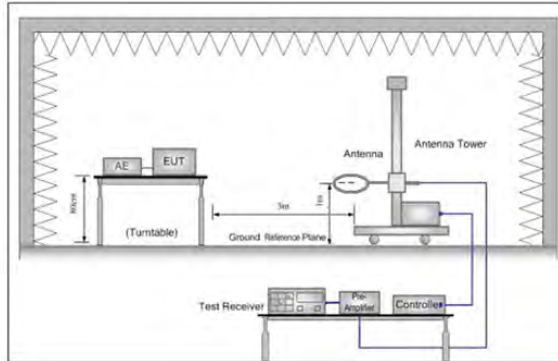 AE
EUT
Antenna
Antenna Tower
80cm
3m
1m
(Turntable)
Ground Reference Plane
Test Receiver
Pre-
Amplifier
Controller